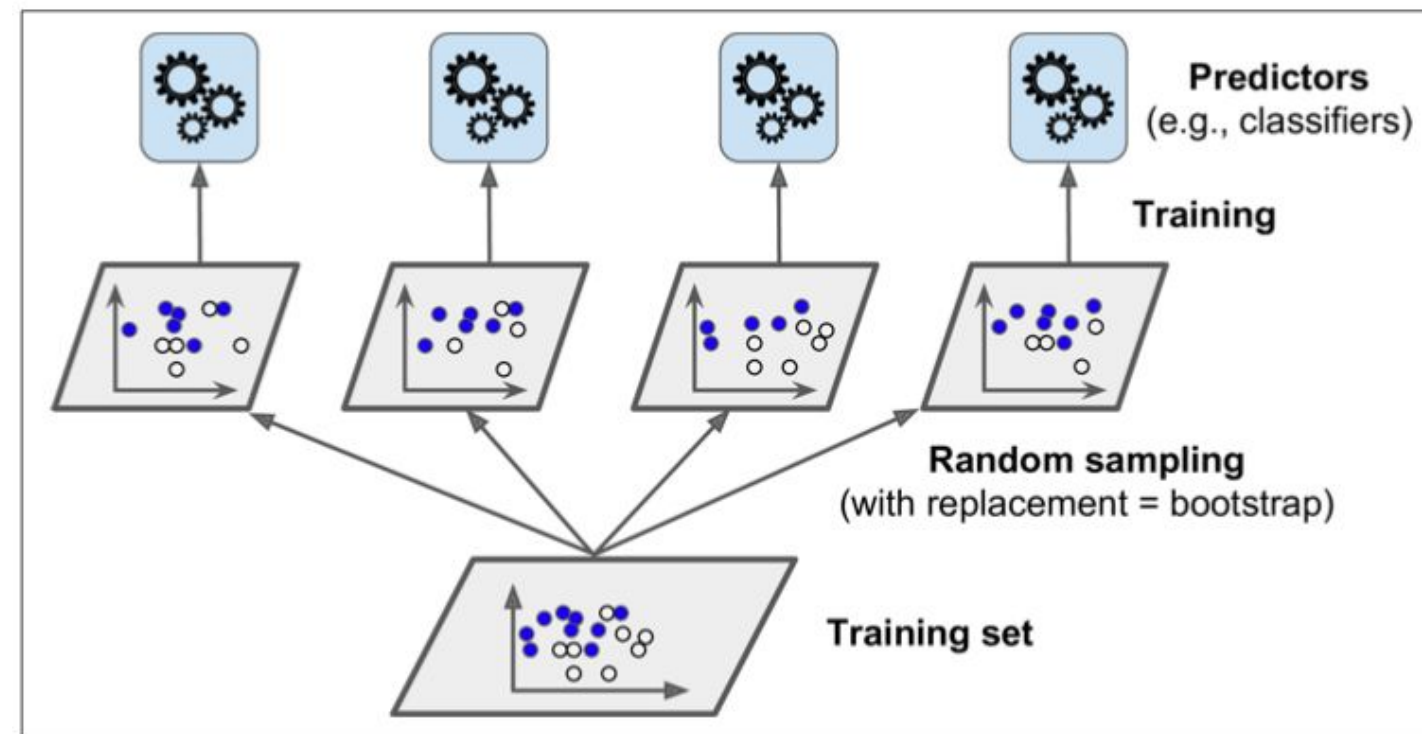 Predictors
(e.g., classifiers)
Training
Random sampling
(with replacement = bootstrap)
Training set